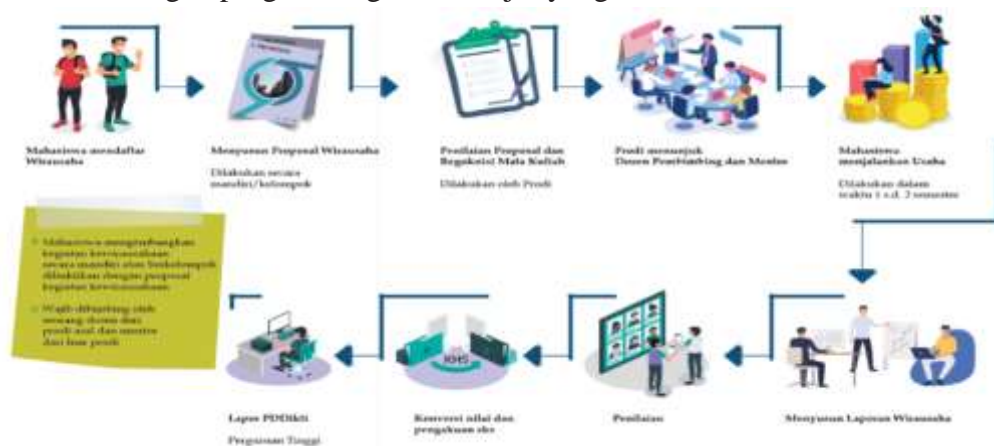 Mahasiswa mendaftar
Wirausaha
Menyusun Proposal Wirausaha
Dilakukan secara
mandiri/kelompok
Penilaian Proposal dan
Rekognisi Mata Kuliah
Dilakukan oleh Prodi
Prodi menunjuk
Dosen Pembimbing dan Mentor
Mahasiswa
menjalankan Usaha
Dilakukan dalam
waktu 1 s.d. 2 semester
Mahasiswa mengembangkan
kegiatan kewirausahaan
secara mandiri atau berkelompok
dibuktikan dengan proposal
kegiatan kewirausahaan
Wajib dibimbing oleh
seorang dosen dari
prodi asal dan mentor
dari luar prodi
KHS
Lapor PDDikti
Perguruan Tinggi
Konversi nilai dan
pengakuan sks
Penilaian
Menyusun Laporan Wirausaha